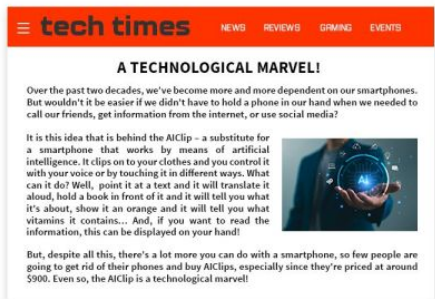 tech times
NEWS REVIEWS GAMING EVENTS
A TECHNOLOGICAL MARVEL!
Over the past two decades, we've become more and more dependent on our smartphones.
But wouldn't it be easier if we didn't have to hold a phone in our hand when we needed to
call our friends, get information from the internet, or use social media?
It is this idea that is behind the AIClip – a substitute for
a smartphone that works by means of artificial
intelligence. It clips on to your clothes and you control it
with your voice or by touching it in different ways. What
can it do? Well, point it at a text and it will translate it
aloud, hold a book in front of it and it will tell you what
it's about, show it an orange and it will tell you what
vitamins it contains... And, if you want to read the
information, this can be displayed on your hand!
But, despite all this, there's a lot more you can do with a smartphone, so few people are
going to get rid of their phones and buy AIClips, especially since they're priced at around
$900. Even so, the AIClip is a technological marvel!